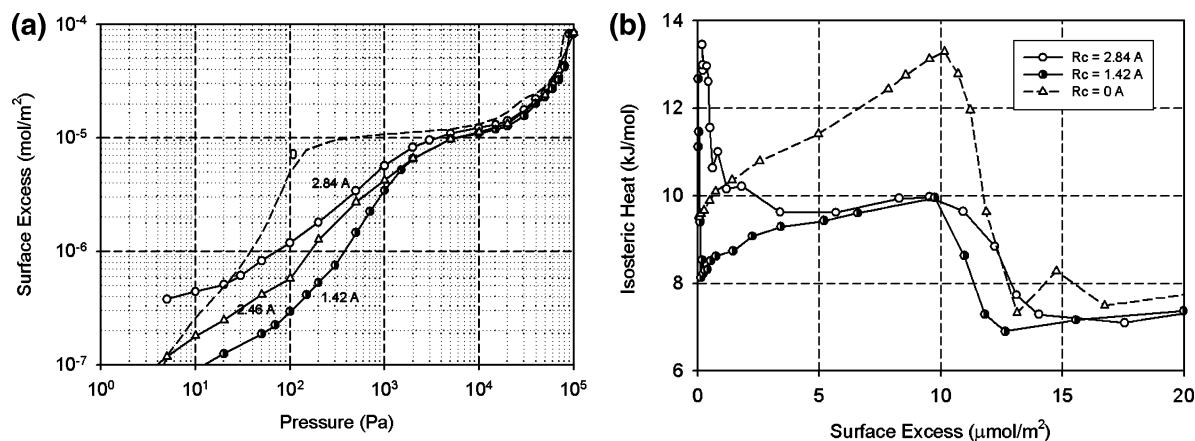 (a)
10⁻⁴
10⁻⁵
10⁻⁶
10⁻⁷
Surface Excess (mol/m²)
0
2.84 A
2.46 A
1.42 A
10⁰ 10¹ 10² 10³ 10⁴ 10⁵
Pressure (Pa)
(b)
14
12
10
8
6
Isosteric Heat (kJ/mol)
Rc = 2.84 A
Rc = 1.42 A
Rc = 0 A
0 5 10 15 20
Surface Excess (μmol/m²)